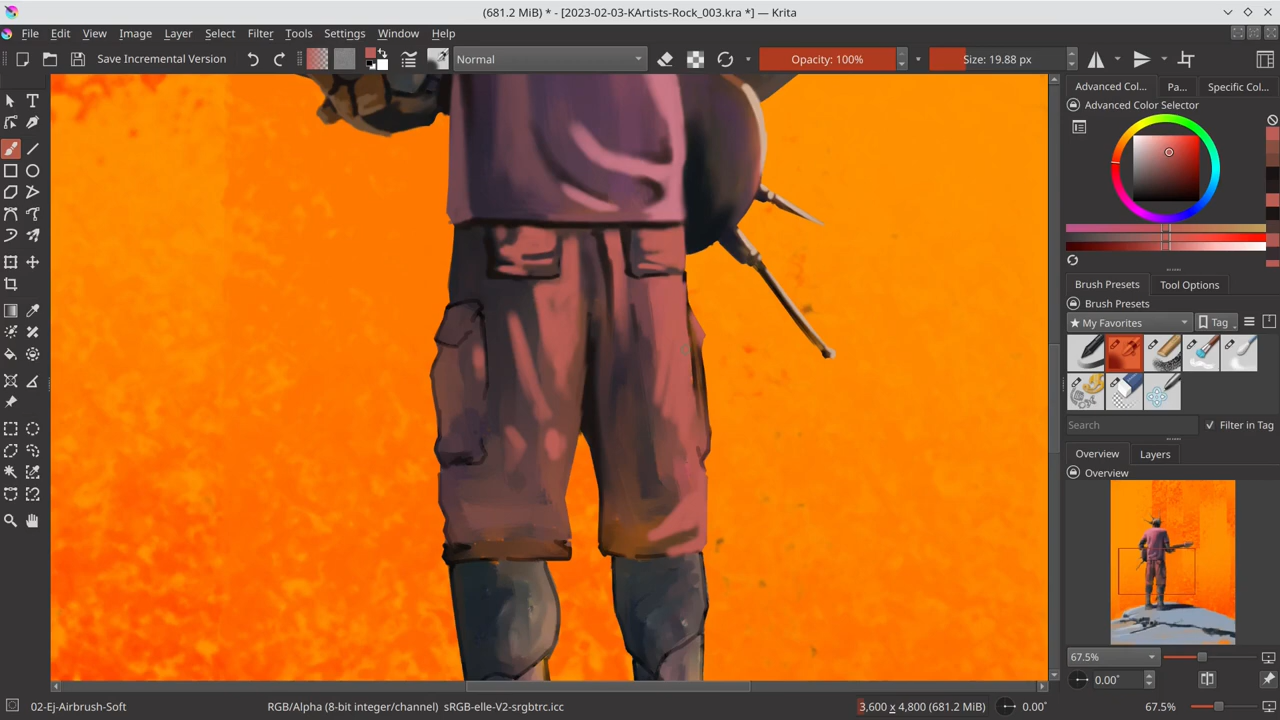 (681.2 MiB) * - [2023-02-03-KArtists-Rock_003.kra *] — Krita
File Edit View Image Layer Select Filter Tools Settings Window Help
Save Incremental Version Normal Opacity: 100% Size: 19.88 px
Advanced Col... Pa... Specific Col...
Advanced Color Selector
Brush Presets Tool Options
Brush Presets
★ My Favorites Tag
Search Filter in Tag
Overview Layers
Overview
67.5%
0.00°
02-Ej-Airbrush-Soft RGB/Alpha (8-bit integer/channel) sRGB-elle-V2-srgbtrc.icc 3,600 x 4,800 (681.2 MiB) 0.00° 67.5%